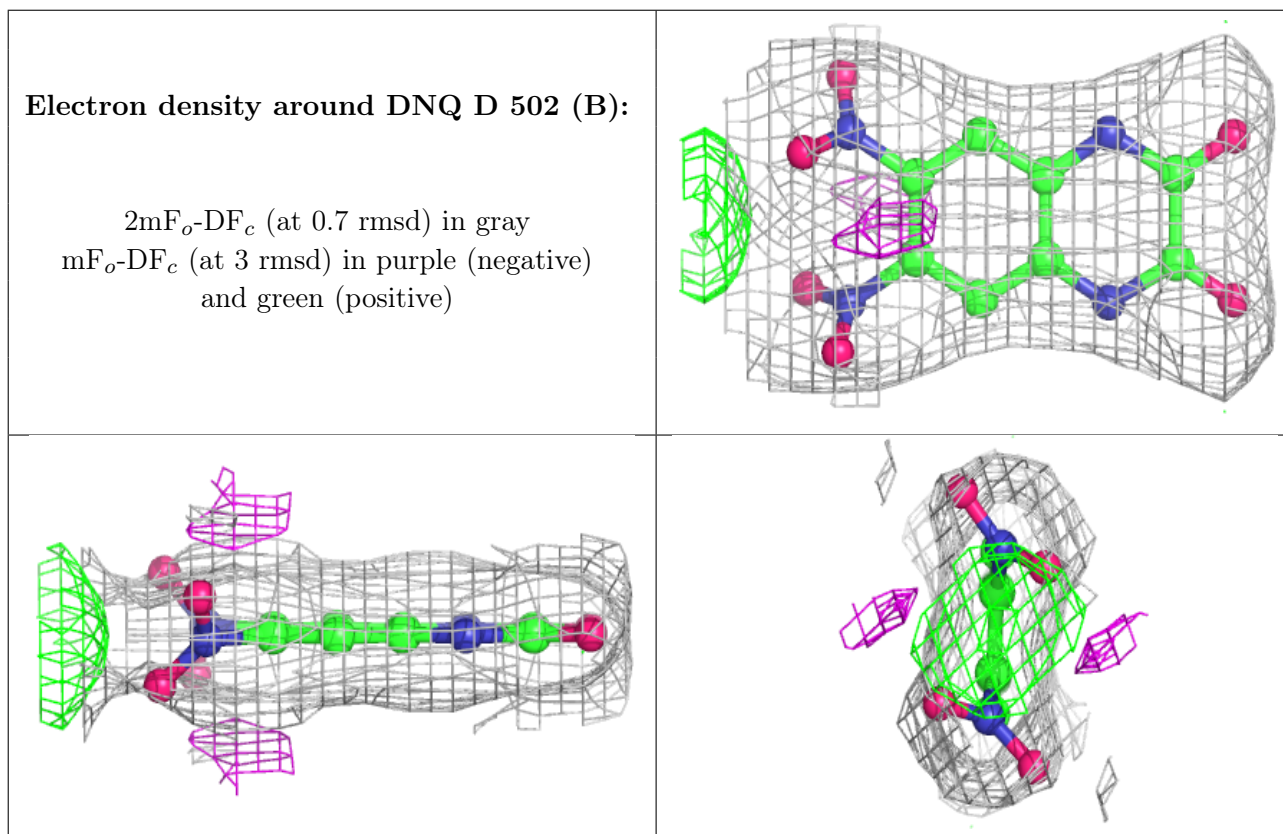 Electron density around DNQ D 502 (B):
2mFₒ-DF𝒸 (at 0.7 rmsd) in gray
mFₒ-DF𝒸 (at 3 rmsd) in purple (negative)
and green (positive)